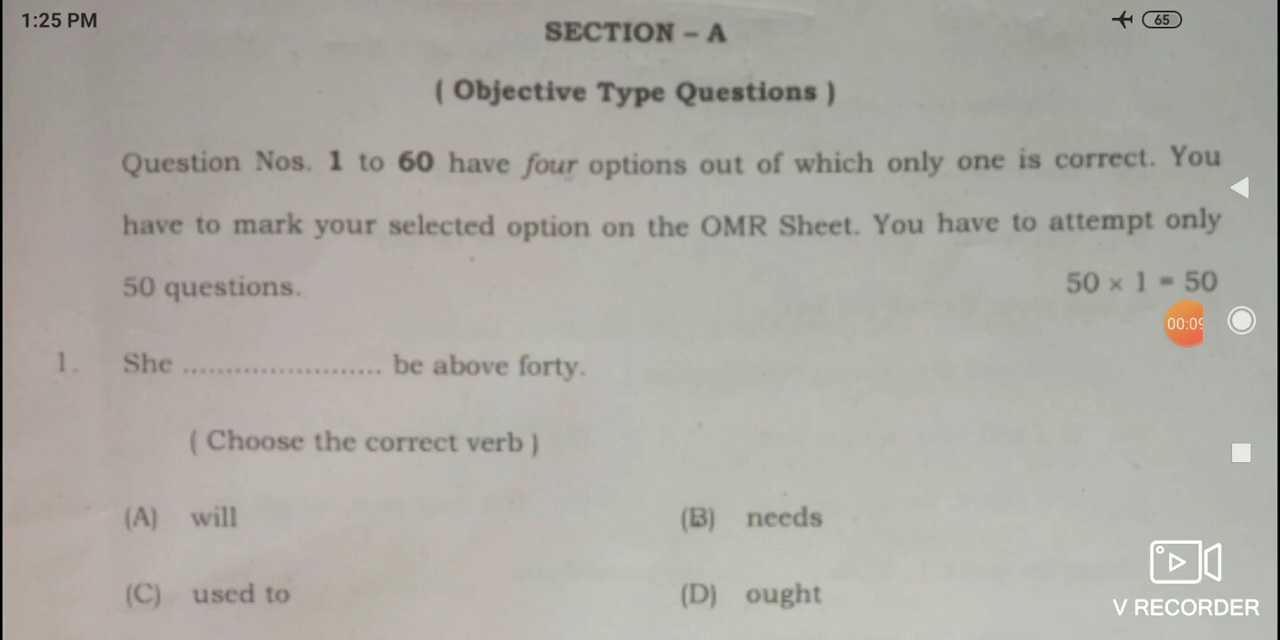 1:25 PM
65
SECTION – A
( Objective Type Questions )
Question Nos. 1 to 60 have four options out of which only one is correct. You
have to mark your selected option on the OMR Sheet. You have to attempt only
50 questions.
50 × 1 = 50
00:09
1. She ....................... be above forty.
( Choose the correct verb )
(A) will
(B) needs
(C) used to
(D) ought
V RECORDER